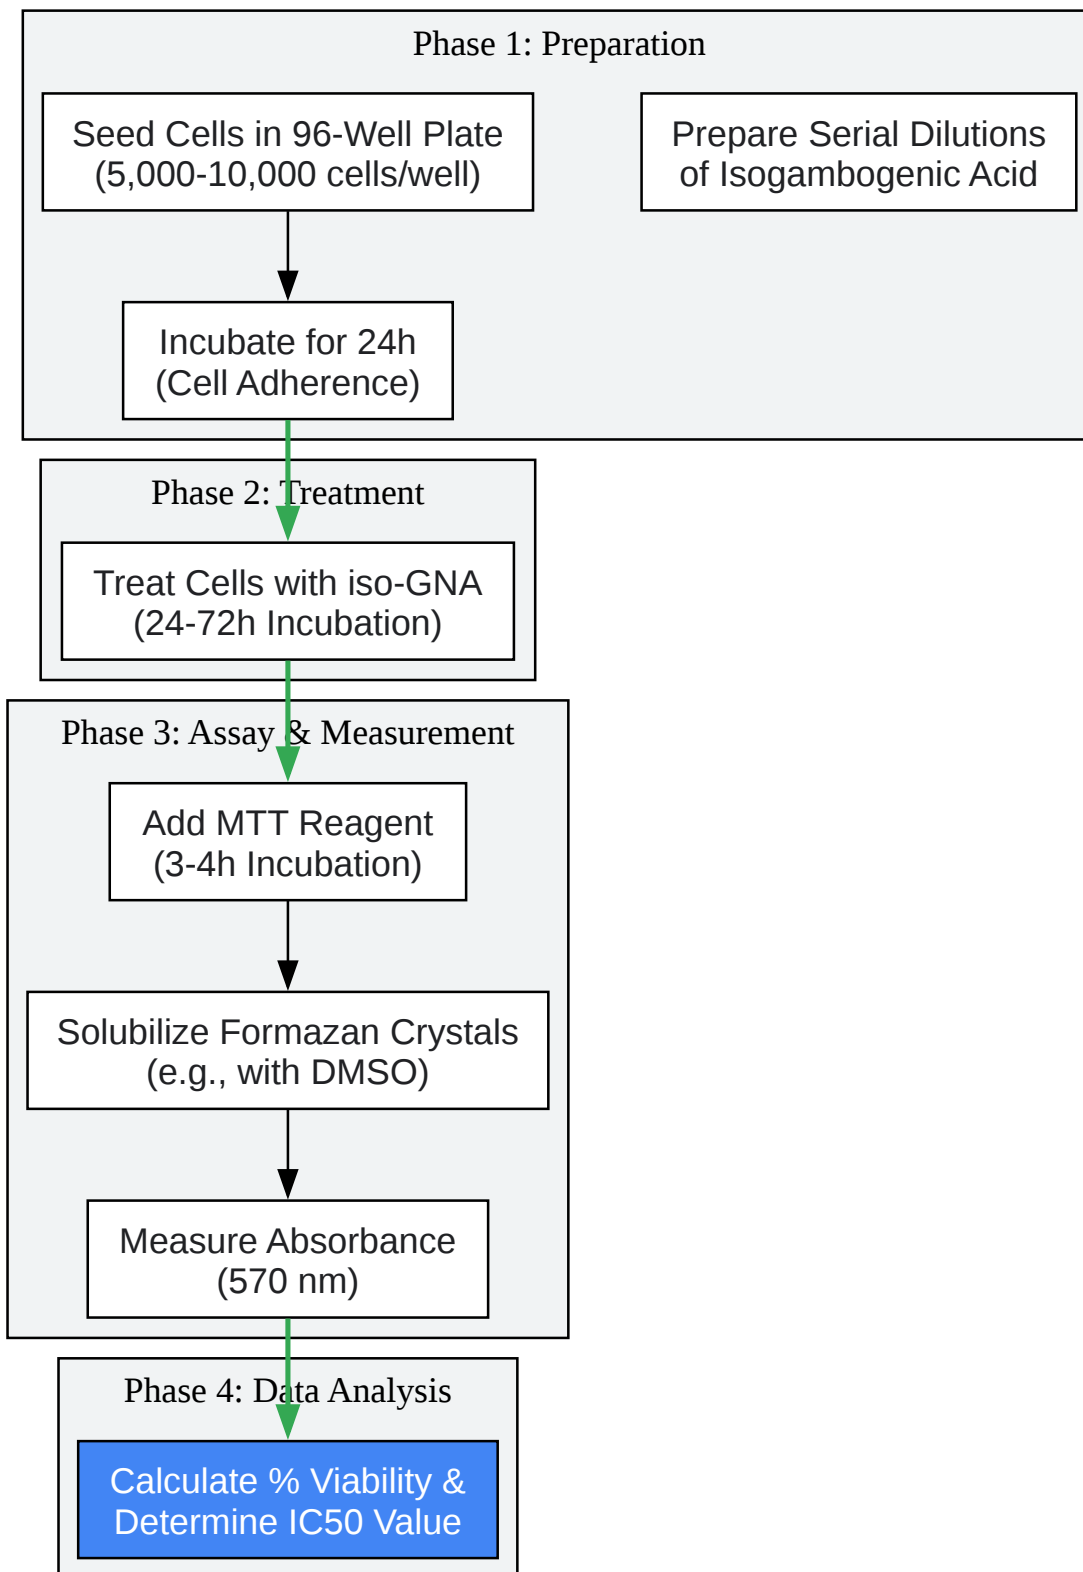 Phase 1: Preparation
Seed Cells in 96-Well Plate
(5,000-10,000 cells/well)
Prepare Serial Dilutions
of Isogambogenic Acid
Incubate for 24h
(Cell Adherence)
Phase 2: Treatment
Treat Cells with iso-GNA
(24-72h Incubation)
Phase 3: Assay & Measurement
Add MTT Reagent
(3-4h Incubation)
Solubilize Formazan Crystals
(e.g., with DMSO)
Measure Absorbance
(570 nm)
Phase 4: Data Analysis
Calculate % Viability &
Determine IC50 Value